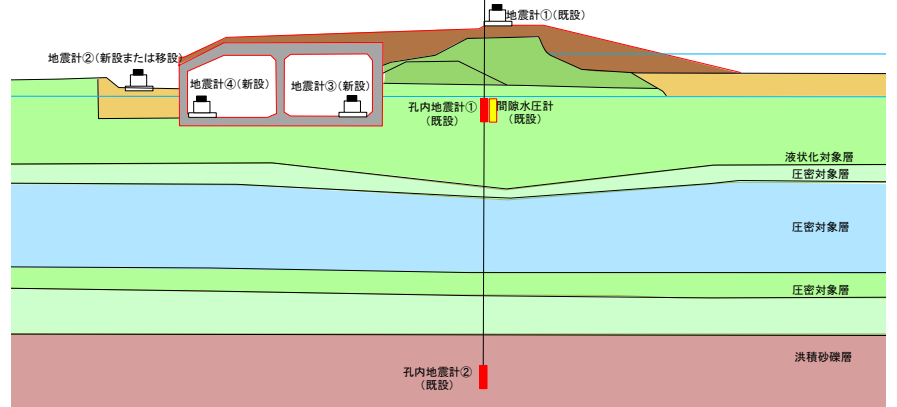 地震計①(既設)
地震計②(新設または移設)
地震計④(新設)
地震計③(新設)
孔内地震計①
(既設)
間隙水圧計
(既設)
液状化対象層
圧密対象層
圧密対象層
圧密対象層
洪積砂礫層
孔内地震計②
(既設)